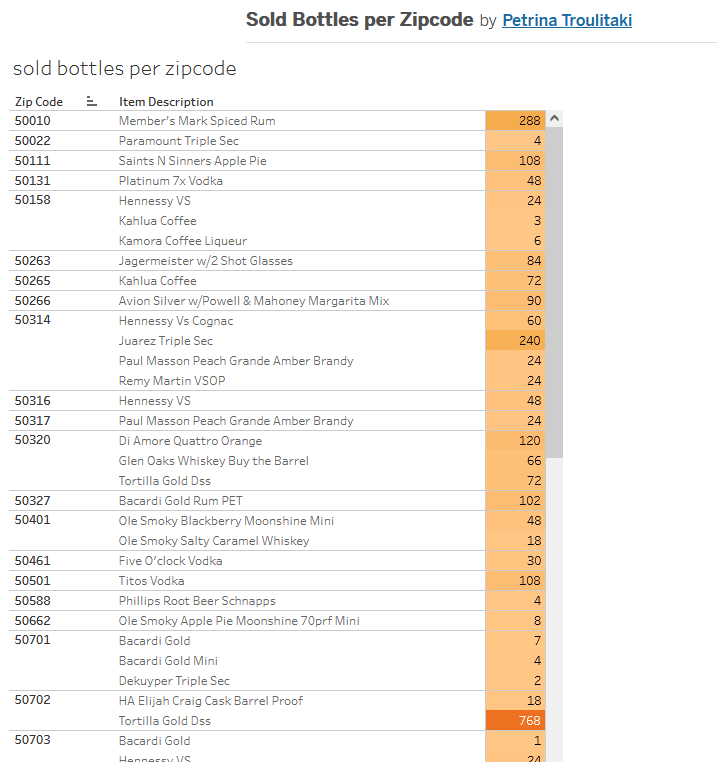 Sold Bottles per Zipcode by Petrina Troulitaki
sold bottles per zipcode
Zip Code Item Description
50010 Member's Mark Spiced Rum 288
50022 Paramount Triple Sec 4
50111 Saints N Sinners Apple Pie 108
50131 Platinum 7x Vodka 48
50158 Hennessy VS 24
Kahlua Coffee 3
Kamora Coffee Liqueur 6
50263 Jagermeister w/2 Shot Glasses 84
50265 Kahlua Coffee 72
50266 Avion Silver w/Powell & Mahoney Margarita Mix 90
50314 Hennessy Vs Cognac 60
Juarez Triple Sec 240
Paul Masson Peach Grande Amber Brandy 24
Remy Martin VSOP 24
50316 Hennessy VS 48
50317 Paul Masson Peach Grande Amber Brandy 24
50320 Di Amore Quattro Orange 120
Glen Oaks Whiskey Buy the Barrel 66
Tortilla Gold Dss 72
50327 Bacardi Gold Rum PET 102
50401 Ole Smoky Blackberry Moonshine Mini 48
Ole Smoky Salty Caramel Whiskey 18
50461 Five O'clock Vodka 30
50501 Titos Vodka 108
50588 Phillips Root Beer Schnapps 4
50662 Ole Smoky Apple Pie Moonshine 70prf Mini 8
50701 Bacardi Gold 7
Bacardi Gold Mini 4
Dekuyper Triple Sec 2
50702 HA Elijah Craig Cask Barrel Proof 18
Tortilla Gold Dss 768
50703 Bacardi Gold 1
Hennessy VS 24